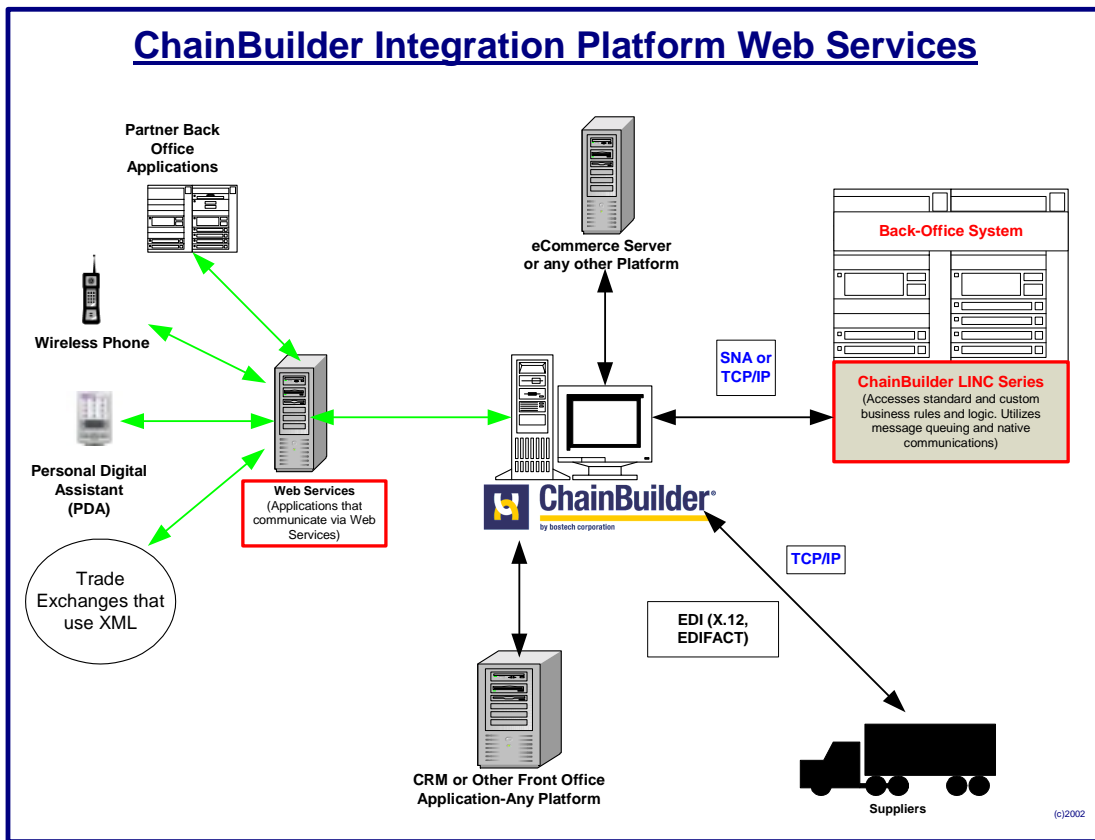 ChainBuilder Integration Platform Web Services
Partner Back
Office
Applications
Wireless Phone
Personal Digital
Assistant
(PDA)
Trade
Exchanges that
use XML
Web Services
(Applications that
communicate via Web
Services)
eCommerce Server
or any other Platform
ChainBuilder®
by bostech corporation
SNA or
TCP/IP
Back-Office System
ChainBuilder LINC Series
(Accesses standard and custom
business rules and logic. Utilizes
message queuing and native
communications)
TCP/IP
EDI (X.12,
EDIFACT)
CRM or Other Front Office
Application-Any Platform
Suppliers
(c)2002